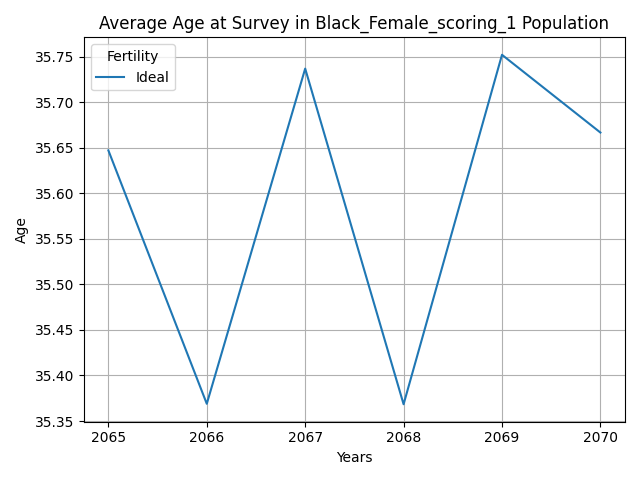 Average Age at Survey in Black_Female_scoring_1 Population
Fertility
Ideal
35.75
35.70
35.65
35.60
35.55
35.50
35.45
35.40
35.35
Age
2065 2066 2067 2068 2069 2070
Years